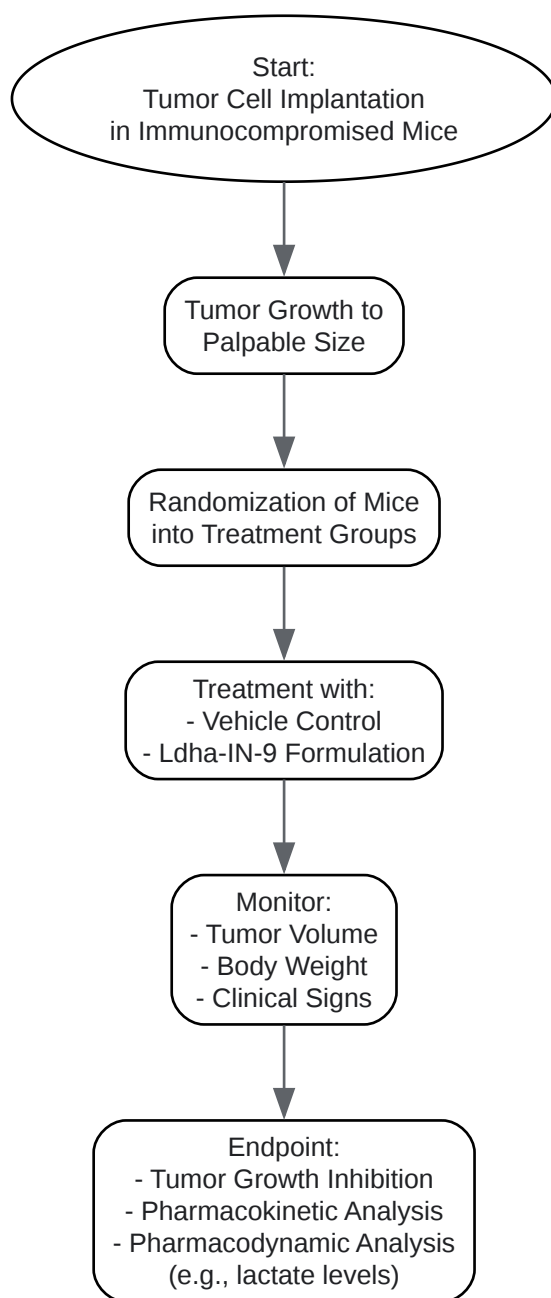 Start:
Tumor Cell Implantation
in Immunocompromised Mice
Tumor Growth to
Palpable Size
Randomization of Mice
into Treatment Groups
Treatment with:
- Vehicle Control
- Ldha-IN-9 Formulation
Monitor:
- Tumor Volume
- Body Weight
- Clinical Signs
Endpoint:
- Tumor Growth Inhibition
- Pharmacokinetic Analysis
- Pharmacodynamic Analysis
(e.g., lactate levels)